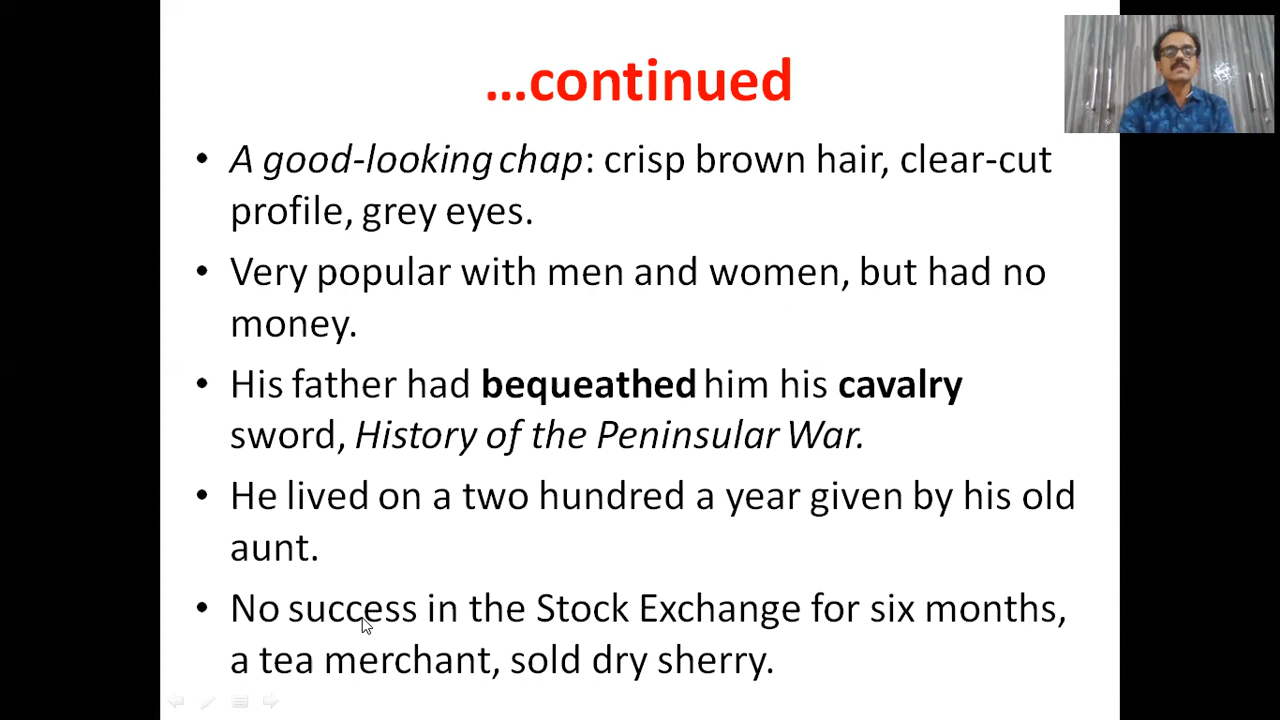 ...continued
• A good-looking chap: crisp brown hair, clear-cut
profile, grey eyes.
• Very popular with men and women, but had no
money.
• His father had bequeathed him his cavalry
sword, History of the Peninsular War.
• He lived on a two hundred a year given by his old
aunt.
• No success in the Stock Exchange for six months,
a tea merchant, sold dry sherry.